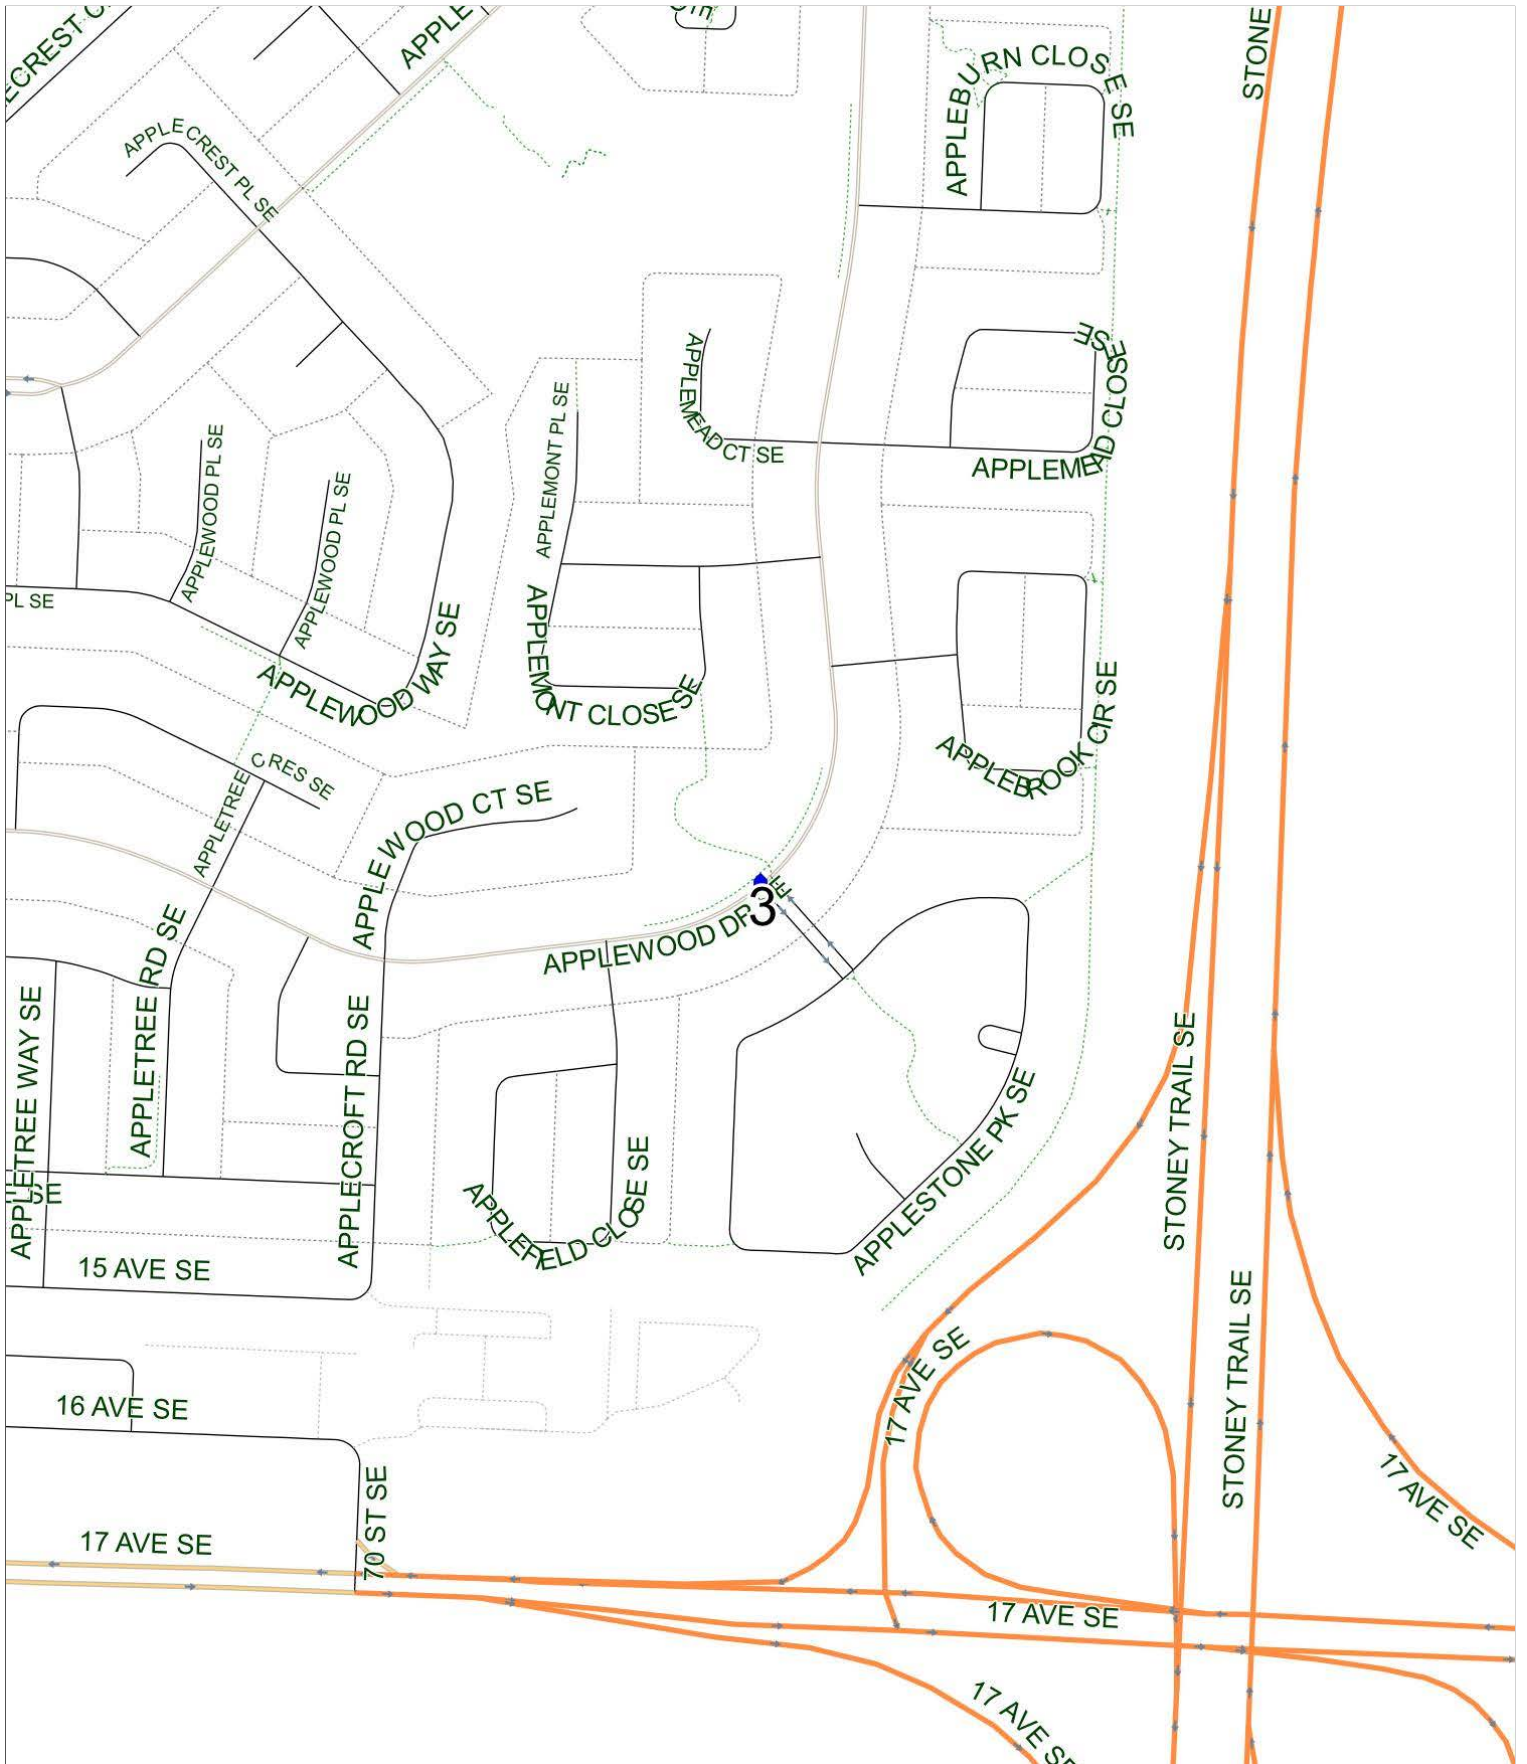 APPLE
STONE
APPLEBURN CLOSE SE
APPLECREST PL SE
APPLEMEAD CT SE
APPLEMEAD CLOSE SE
APPLEMONT PL SE
APPLEWOOD PL SE
APPLEWOOD PL SE
PL SE
APPLEMONT CLOSE SE
APPLEWOOD WAY SE
APPLEBROOK CIR SE
APPLETREE CRES SE
APPLEWOOD CT SE
3
APPLEWOOD DR SE
APPLETREE RD SE
APPLETREE WAY SE
APPLECROFT RD SE
APPLESTONE PK SE
STONEY TRAIL SE
APPLEFIELD CLOSE SE
SE
15 AVE SE
STONEY TRAIL SE
17 AVE SE
16 AVE SE
70 ST SE
17 AVE SE
17 AVE SE
17 AVE SE
17 AVE SE